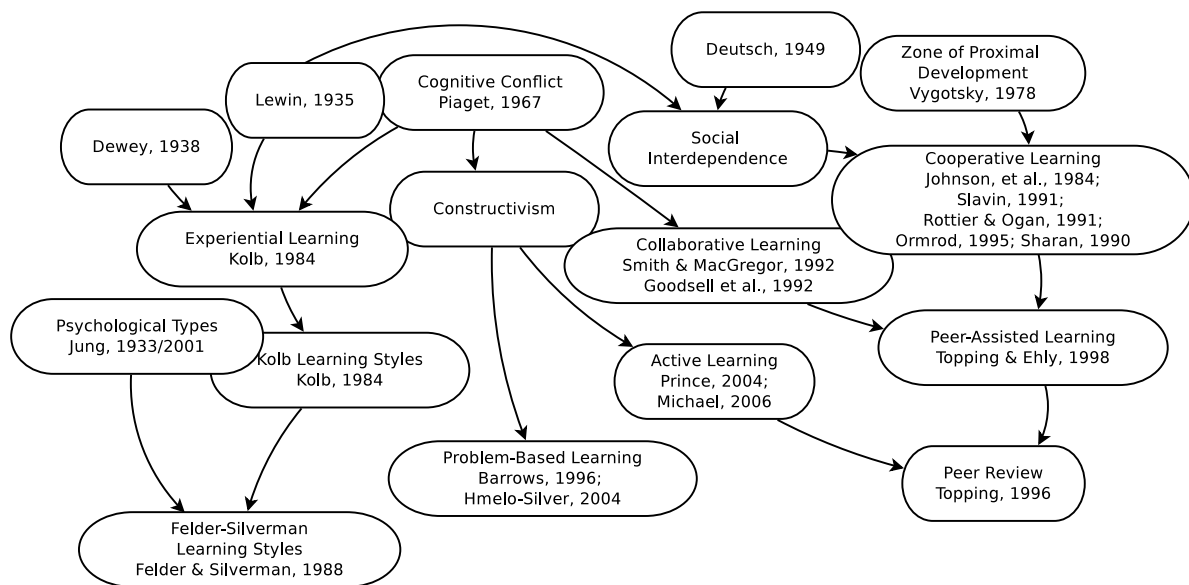 Deutsch, 1949
Zone of Proximal
Development
Vygotsky, 1978
Lewin, 1935
Cognitive Conflict
Piaget, 1967
Dewey, 1938
Social
Interdependence
Cooperative Learning
Johnson, et al., 1984;
Slavin, 1991;
Rottier & Ogan, 1991;
Ormrod, 1995; Sharan, 1990
Constructivism
Experiential Learning
Kolb, 1984
Collaborative Learning
Smith & MacGregor, 1992
Goodsell et al., 1992
Psychological Types
Jung, 1933/2001
Kolb Learning Styles
Kolb, 1984
Active Learning
Prince, 2004;
Michael, 2006
Peer-Assisted Learning
Topping & Ehly, 1998
Problem-Based Learning
Barrows, 1996;
Hmelo-Silver, 2004
Peer Review
Topping, 1996
Felder-Silverman
Learning Styles
Felder & Silverman, 1988